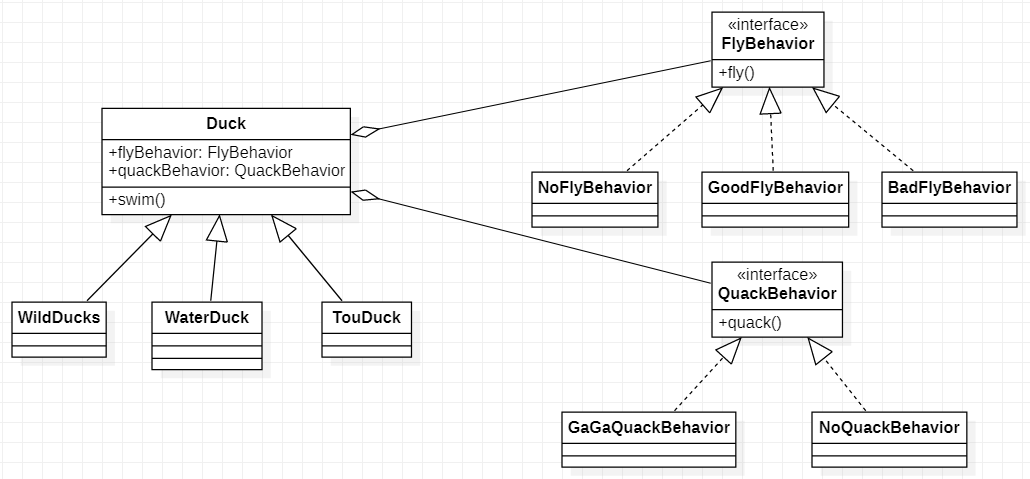 «interface»
FlyBehavior
+fly()
Duck
+flyBehavior: FlyBehavior
+quackBehavior: QuackBehavior
+swim()
NoFlyBehavior
GoodFlyBehavior
BadFlyBehavior
«interface»
QuackBehavior
+quack()
WildDucks
WaterDuck
TouDuck
GaGaQuackBehavior
NoQuackBehavior